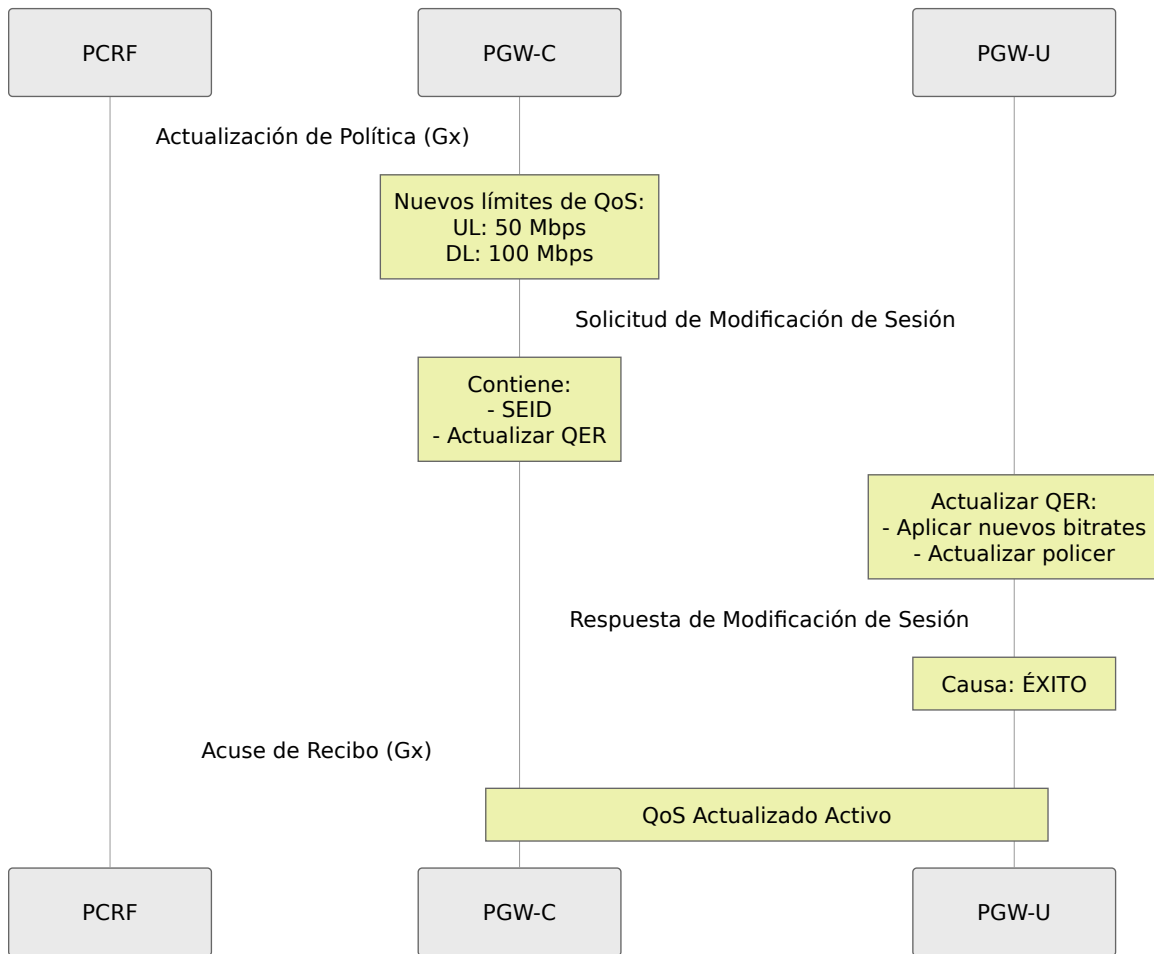 PCRF
PGW-C
PGW-U
Actualización de Política (Gx)
Nuevos límites de QoS:
UL: 50 Mbps
DL: 100 Mbps
Solicitud de Modificación de Sesión
Contiene:
- SEID
- Actualizar QER
Actualizar QER:
- Aplicar nuevos bitrates
- Actualizar policer
Respuesta de Modificación de Sesión
Causa: ÉXITO
Acuse de Recibo (Gx)
QoS Actualizado Activo
PCRF
PGW-C
PGW-U